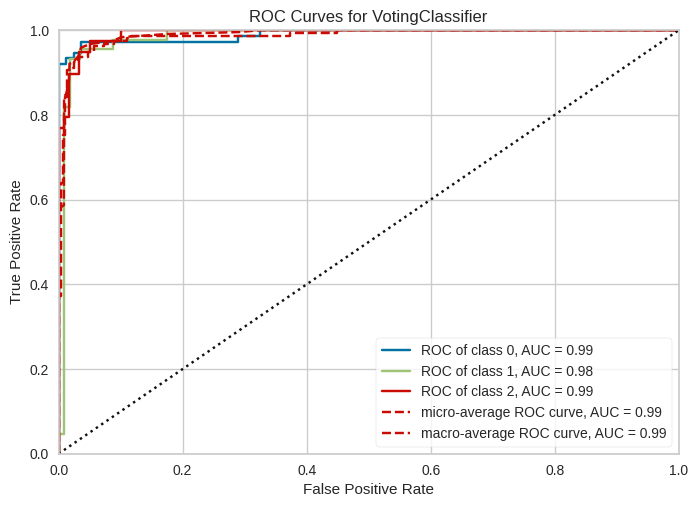 ROC Curves for VotingClassifier
True Positive Rate
1.0
0.8
0.6
0.4
0.2
0.0
ROC of class 0, AUC = 0.99
ROC of class 1, AUC = 0.98
ROC of class 2, AUC = 0.99
micro-average ROC curve, AUC = 0.99
macro-average ROC curve, AUC = 0.99
0.0 0.2 0.4 0.6 0.8 1.0
False Positive Rate